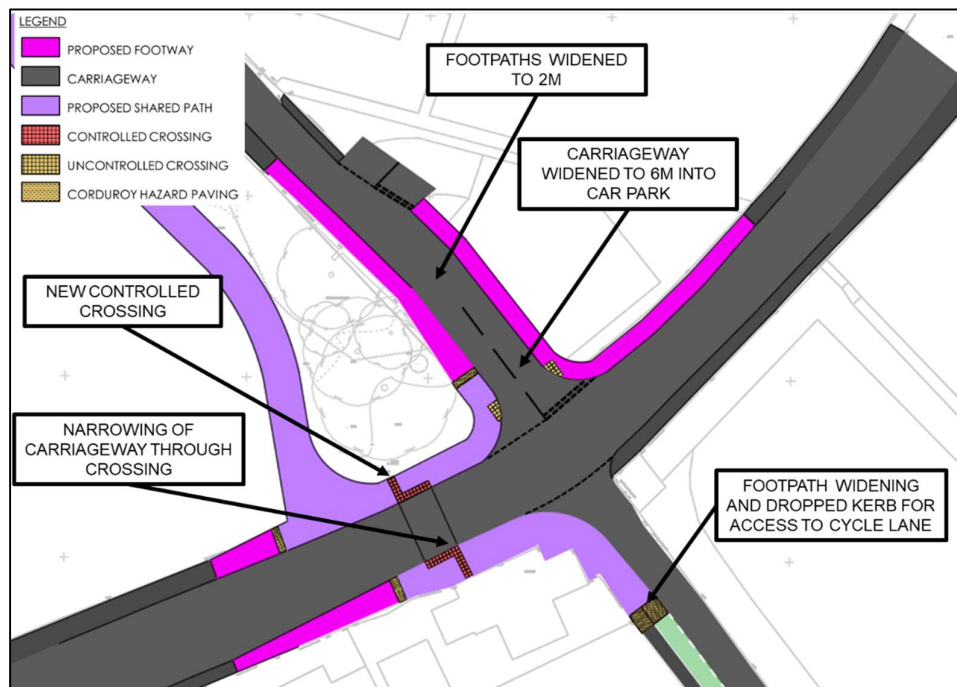 LEGEND
PROPOSED FOOTWAY
CARRIAGEWAY
PROPOSED SHARED PATH
CONTROLLED CROSSING
UNCONTROLLED CROSSING
CORDUROY HAZARD PAVING
FOOTPATHS WIDENED
TO 2M
CARRIAGEWAY
WIDENED TO 6M INTO
CAR PARK
NEW CONTROLLED
CROSSING
NARROWING OF
CARRIAGEWAY THROUGH
CROSSING
FOOTPATH WIDENING
AND DROPPED KERB FOR
ACCESS TO CYCLE LANE